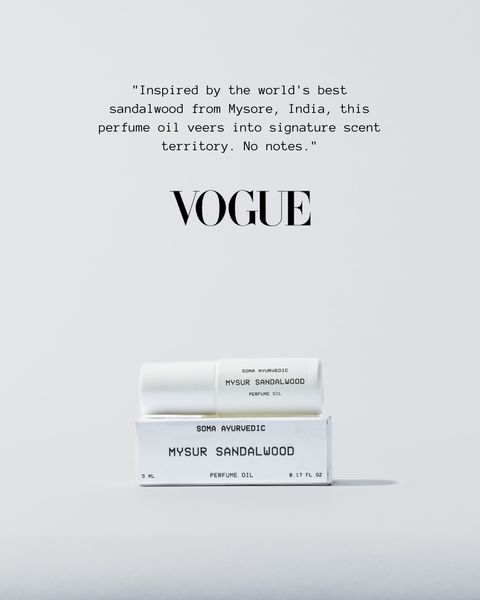 "Inspired by the world's best
sandalwood from Mysore, India, this
perfume oil veers into signature scent
territory. No notes."
VOGUE
SOMA AYURVEDIC
MYSUR SANDALWOOD
PERFUME OIL
SOMA AYURVEDIC
MYSUR SANDALWOOD
5 ML PERFUME OIL 0.17 FL OZ